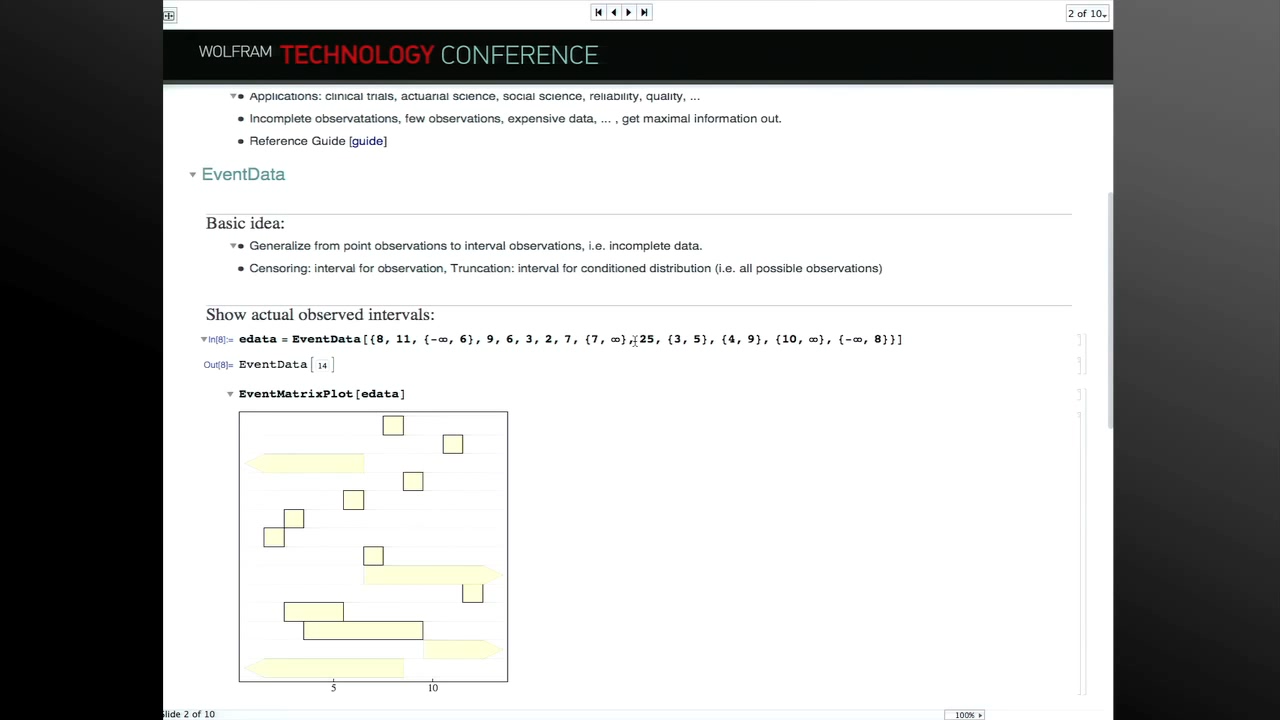 2 of 10
WOLFRAM TECHNOLOGY CONFERENCE
Applications: clinical trials, actuarial science, social science, reliability, quality, ...
Incomplete obsevatations, few observations, expensive data, ... , get maximal information out.
Reference Guide [guide]
EventData
Basic idea:
Generalize from point observations to interval observations, i.e. incomplete data.
Censoring: interval for observation, Truncation: interval for conditioned distribution (i.e. all possible observations)
Show actual observed intervals:
In[8]:= edata = EventData[{8, 11, {-∞, 6}, 9, 6, 3, 2, 7, {7, ∞}, 25, {3, 5}, {4, 9}, {10, ∞}, {-∞, 8}}]
Out[8]= EventData[ 14 ]
EventMatrixPlot[edata]
5 10
Slide 2 of 10
100%